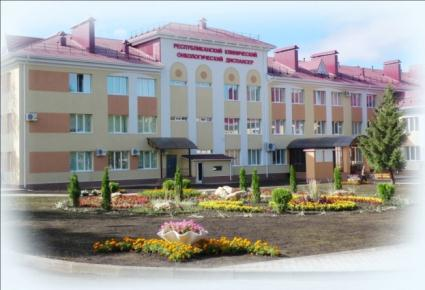 РЕСПУБЛИКАНСКИЙ КЛИНИЧЕСКИЙ
ОНКОЛОГИЧЕСКИЙ ДИСПАНСЕР